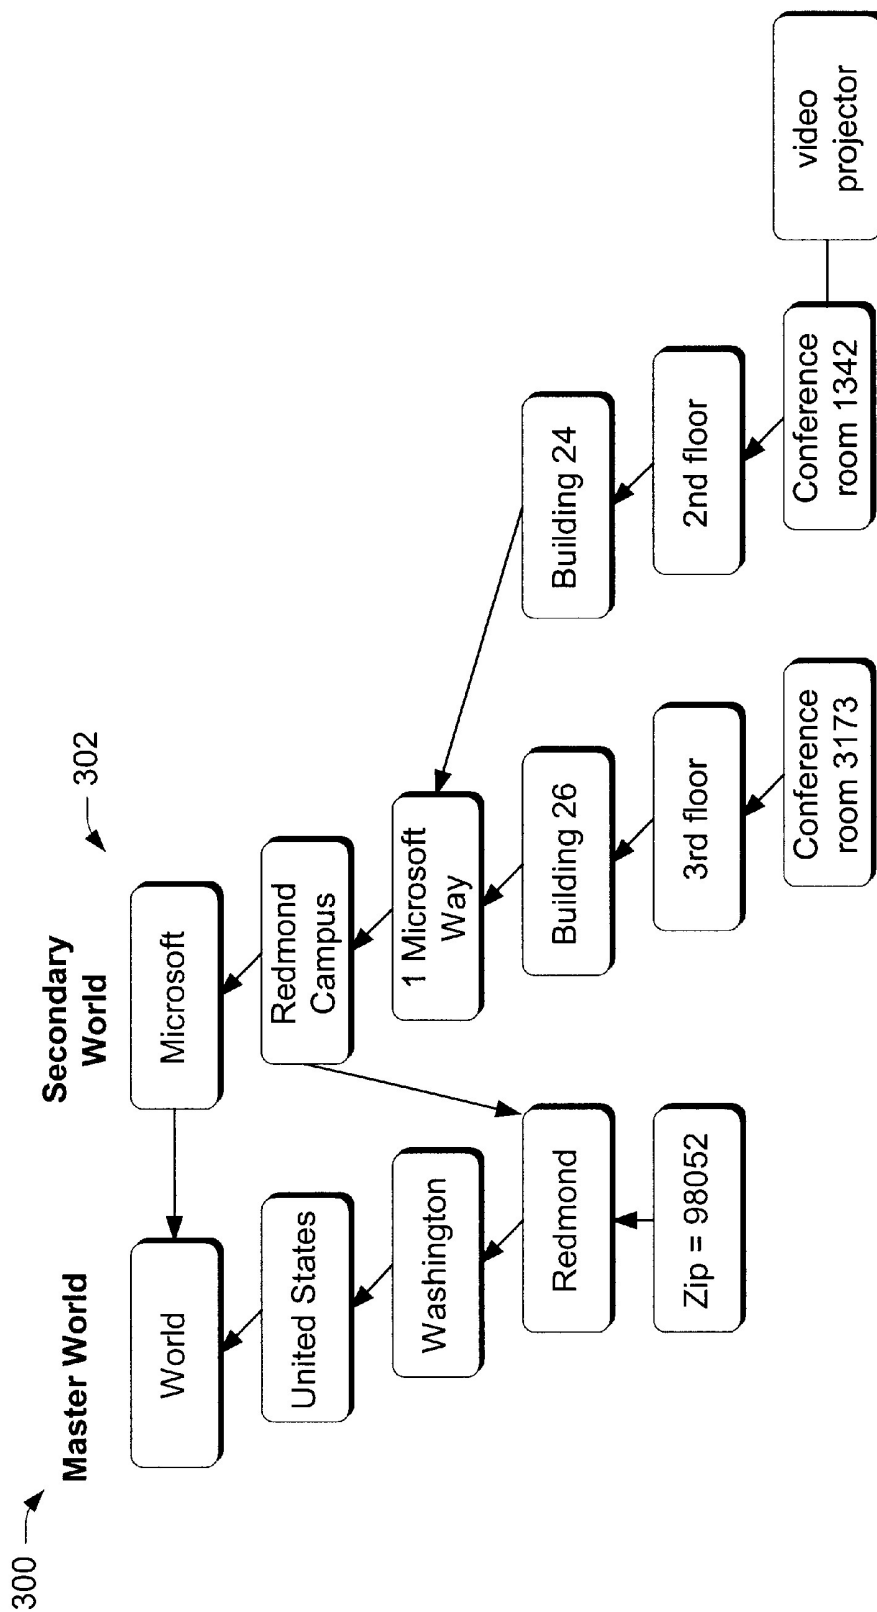 300
Master World
World
United States
Washington
Redmond
Zip = 98052
Secondary
World
302
Microsoft
Redmond
Campus
1 Microsoft
Way
Building 26
3rd floor
Conference
room 3173
Building 24
2nd floor
Conference
room 1342
video
projector